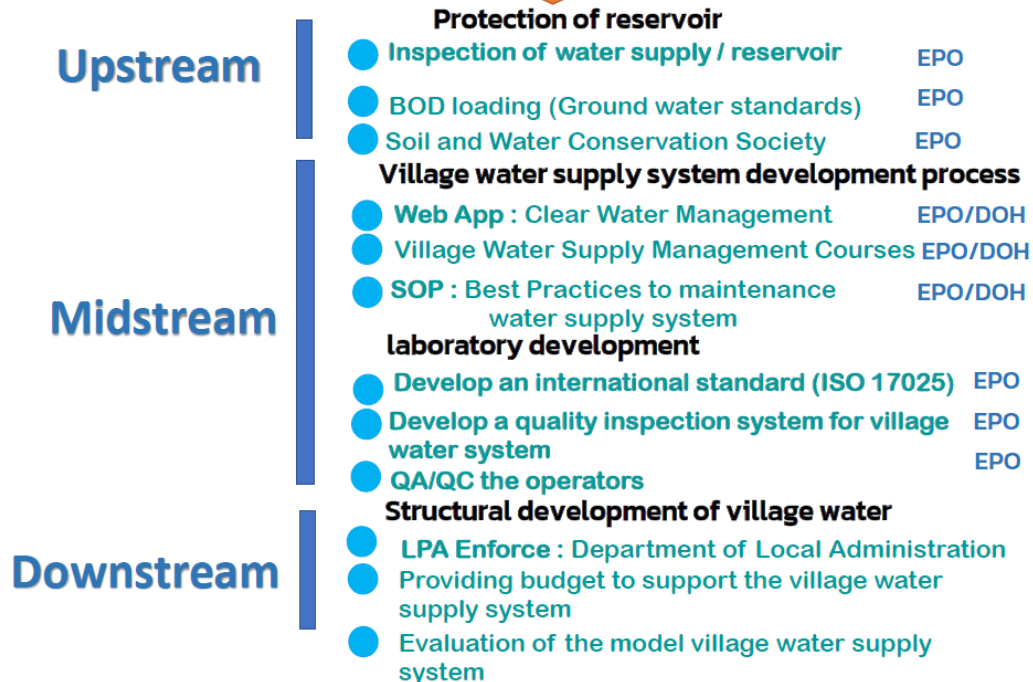 Protection of reservoir
Upstream
Inspection of water supply / reservoir EPO
BOD loading (Ground water standards) EPO
Soil and Water Conservation Society EPO
Village water supply system development process
Midstream
Web App : Clear Water Management EPO/DOH
Village Water Supply Management Courses EPO/DOH
SOP : Best Practices to maintenance EPO/DOH
water supply system
laboratory development
Develop an international standard (ISO 17025) EPO
Develop a quality inspection system for village EPO
water system
QA/QC the operators EPO
Structural development of village water
Downstream
LPA Enforce : Department of Local Administration
Providing budget to support the village water
supply system
Evaluation of the model village water supply
system